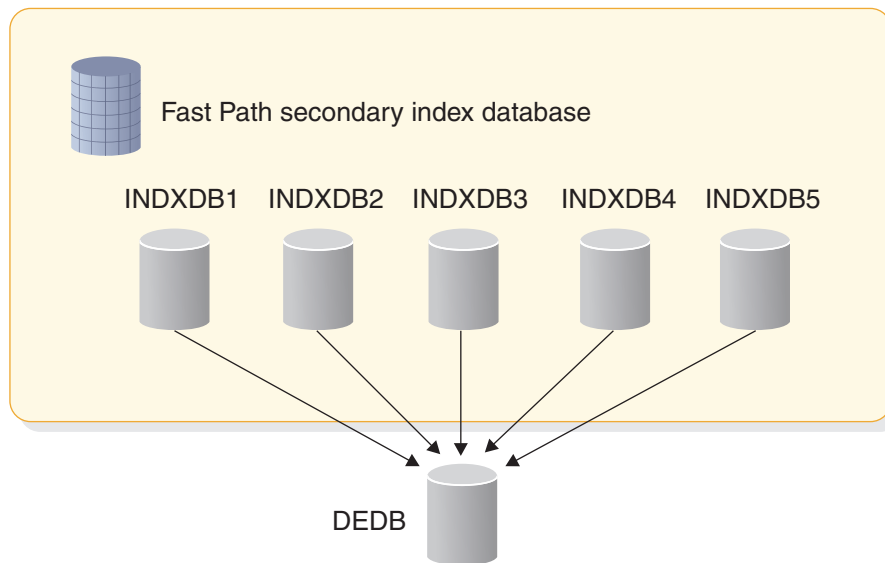 Fast Path secondary index database
INDXDB1 INDXDB2 INDXDB3 INDXDB4 INDXDB5
DEDB